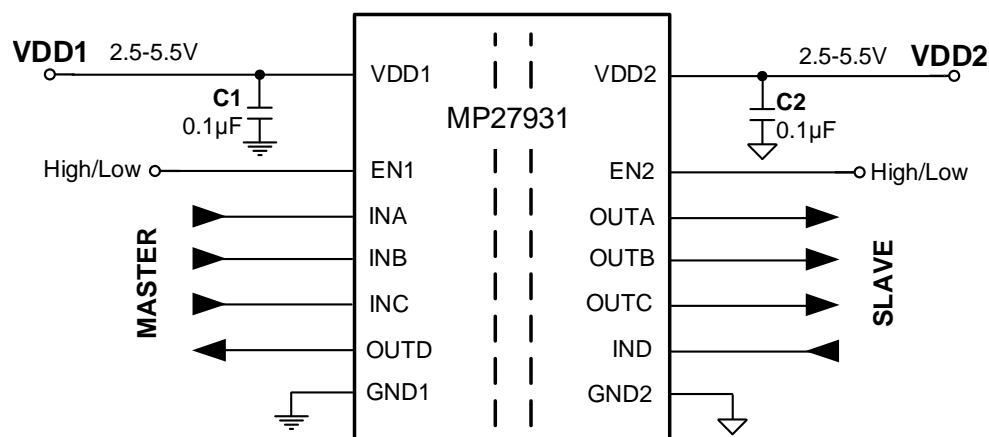 VDD1
2.5-5.5V
C1
0.1µF
High/Low
MASTER
VDD1
EN1
INA
INB
INC
OUTD
GND1
MP27931
VDD2
EN2
OUTA
OUTB
OUTC
IND
GND2
2.5-5.5V
VDD2
C2
0.1µF
High/Low
SLAVE